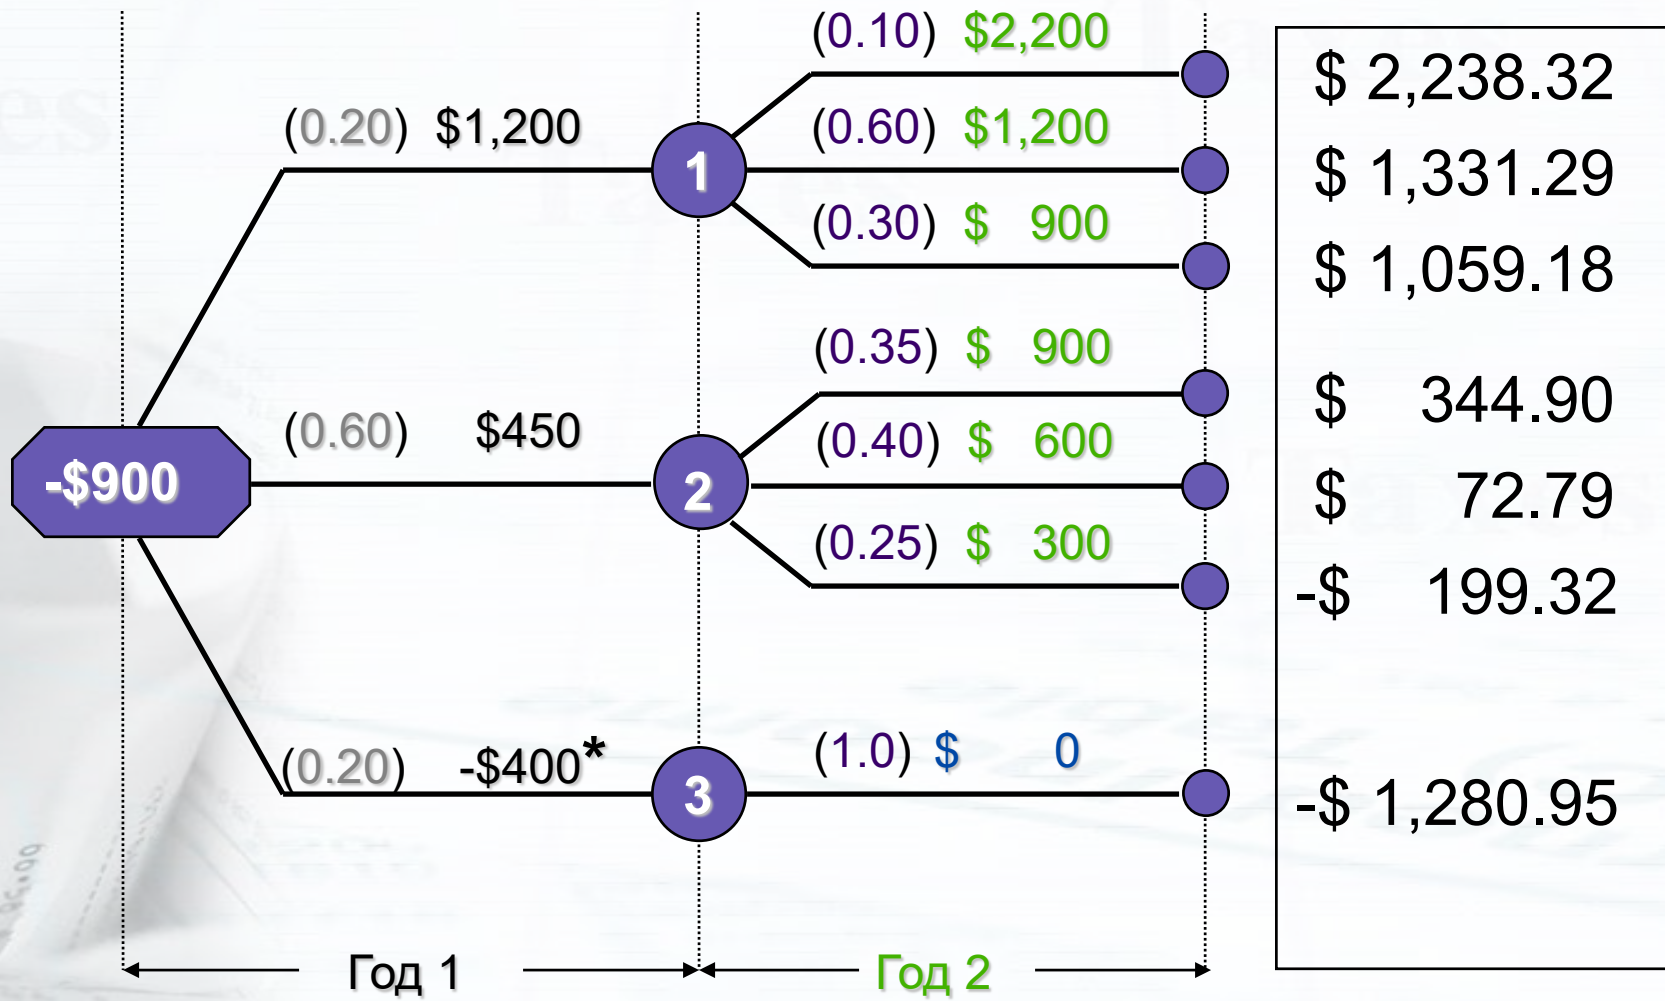 (0.10) $2,200
$ 2,238.32
(0.20) $1,200
(0.60) $1,200
1
$ 1,331.29
(0.30) $ 900
$ 1,059.18
(0.35) $ 900
$ 344.90
(0.60) $450
(0.40) $ 600
-$900
2
$ 72.79
(0.25) $ 300
-$ 199.32
(0.20) -$400*
(1.0) $ 0
3
-$ 1,280.95
Год 1
Год 2